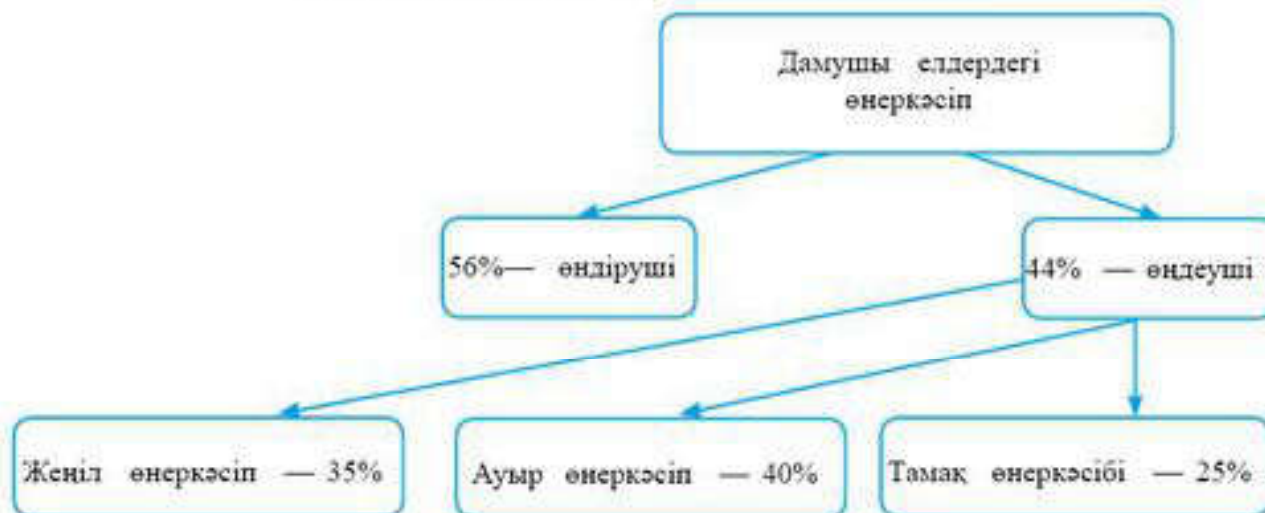 Дамушы елдердегі
өнеркәсіп
56%— өндіруші
44% — өңдеуші
Жеңіл өнеркәсіп — 35%
Ауыр өнеркәсіп — 40%
Тамақ өнеркәсібі — 25%